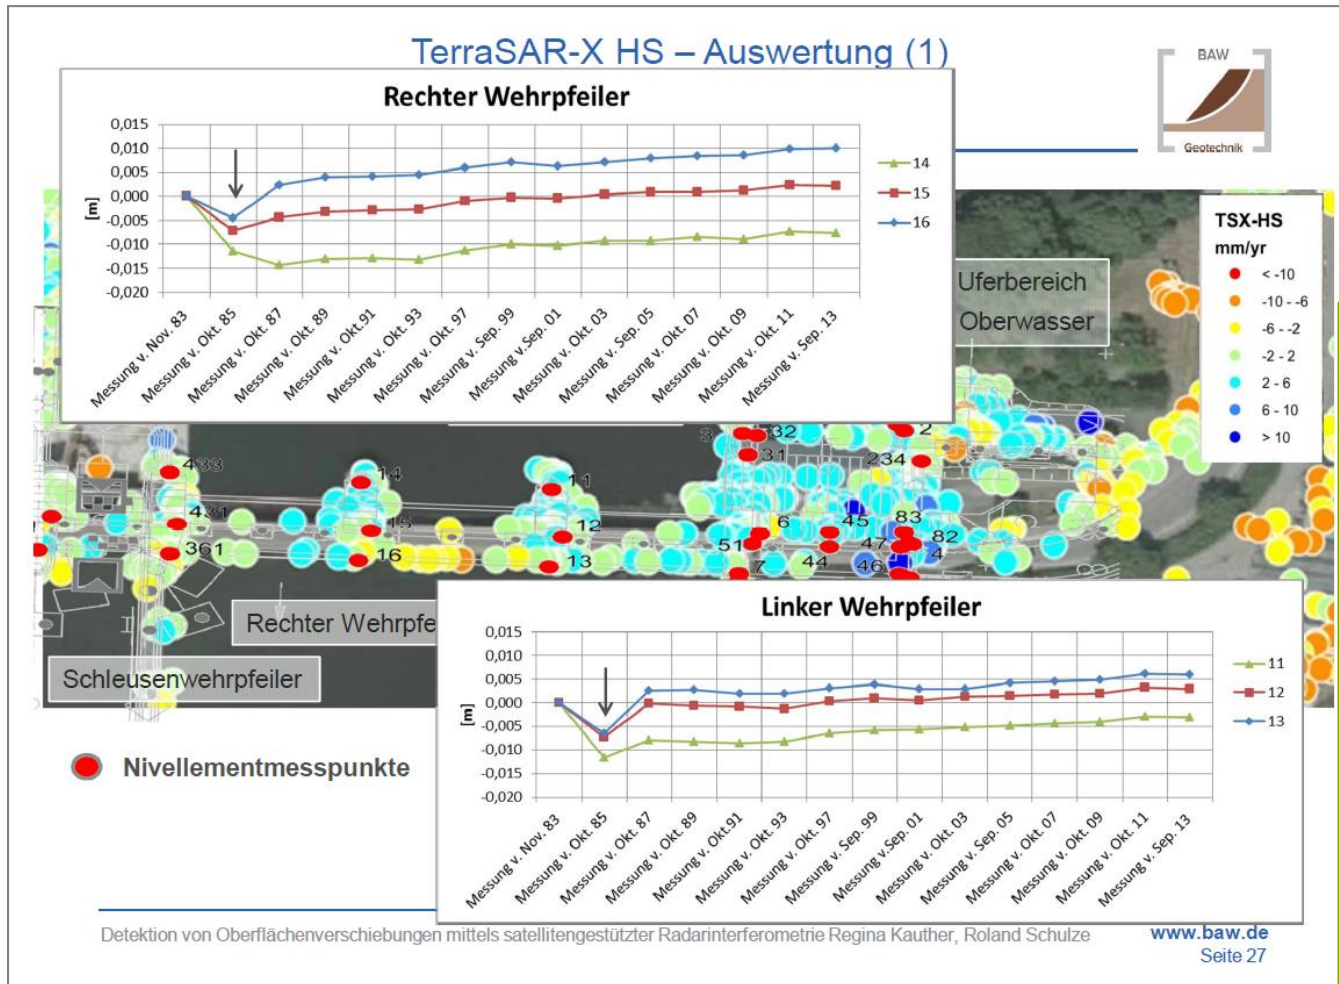 TerraSAR-X HS – Auswertung (1)
BAW
Geotechnik
Rechter Wehrpfeiler
0,015
0,010
0,005
0,000
-0,005
-0,010
-0,015
-0,020
[m]
14
15
16
Messung v. Nov. 83
Messung v. Okt. 85
Messung v. Okt. 87
Messung v. Okt. 89
Messung v. Okt.91
Messung v. Okt. 93
Messung v. Okt 97
Messung v. Sep. 99
Messung v.Sep. 01
Messung v. Okt. 03
Messung v. Sep. 05
Messung v. Okt. 07
Messung v. Okt. 09
Messung v. Okt. 11
Messung v. Sep. 13
TSX-HS
mm/yr
< -10
-10 - -6
-6 - -2
-2 - 2
2 - 6
6 - 10
> 10
Uferbereich
Oberwasser
3
32
2
31
234
433
14
11
431
15
12
6
45
83
82
51
47
4
361
16
13
7
44
46
Rechter Wehrpfe
Schleusenwehrpfeiler
Linker Wehrpfeiler
0,015
0,010
0,005
0,000
-0,005
-0,010
-0,015
-0,020
[m]
11
12
13
Messung v. Nov. 83
Messung v. Okt. 85
Messung v. Okt. 87
Messung v. Okt. 89
Messung v. Okt.91
Messung v. Okt. 93
Messung v. Okt. 97
Messung v. Sep. 99
Messung v.Sep. 01
Messung v. Okt. 03
Messung v. Sep. 05
Messung v. Okt. 07
Messung v. Okt. 09
Messung v. Okt. 11
Messung v. Sep. 13
Nivellementmesspunkte
Detektion von Oberflächenverschiebungen mittels satellitengestützter Radarinterferometrie Regina Kauther, Roland Schulze
www.baw.de
Seite 27